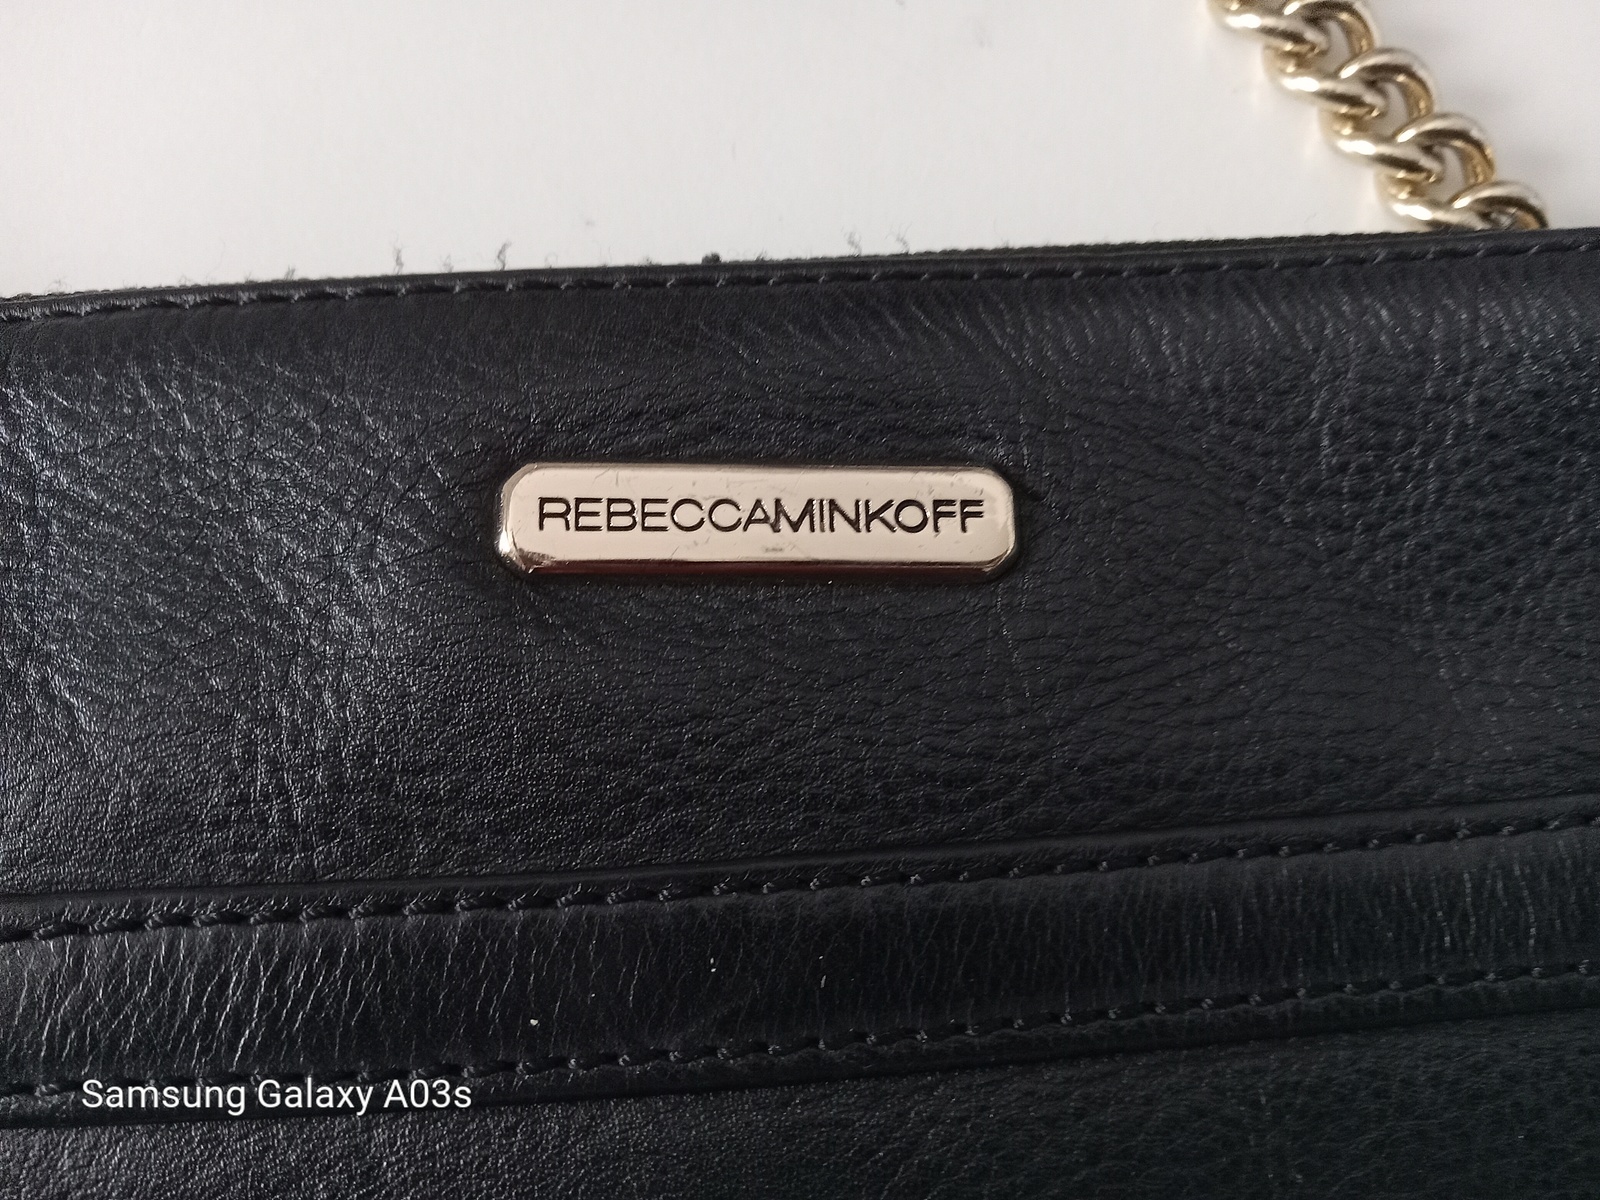 REBECCAMINKOFF
Samsung Galaxy A03s